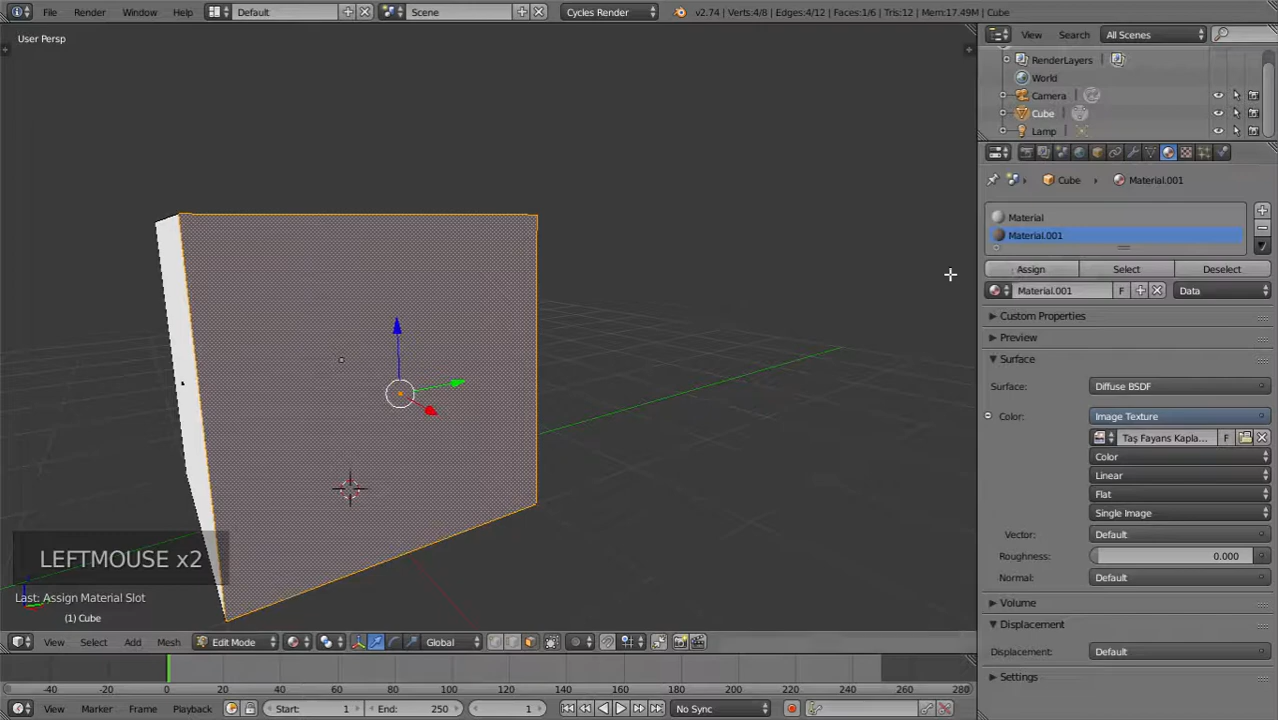 File Render Window Help Default Scene Cycles Render v2.74 | Verts:4/8 | Edges:4/12 | Faces:1/6 | Tris:12 | Mem:17.49M | Cube
User Persp
View Search All Scenes
RenderLayers
World
Camera
Cube
Lamp
Cube Material.001
Material
Material.001
Assign Select Deselect
Material.001 F Data
Custom Properties
Preview
Surface
Surface: Diffuse BSDF
Color: Image Texture
Taş Fayans Kapla... F
Color
Linear
Flat
Single Image
Vector: Default
Roughness: 0.000
Normal: Default
Volume
Displacement
Displacement: Default
Settings
LEFTMOUSE x2
Last: Assign Material Slot
(1) Cube
View Select Add Mesh Edit Mode Global
-40 -20 0 20 40 60 80 100 120 140 160 180 200 220 240 260 280
View Marker Frame Playback Start: 1 End: 250 1 No Sync